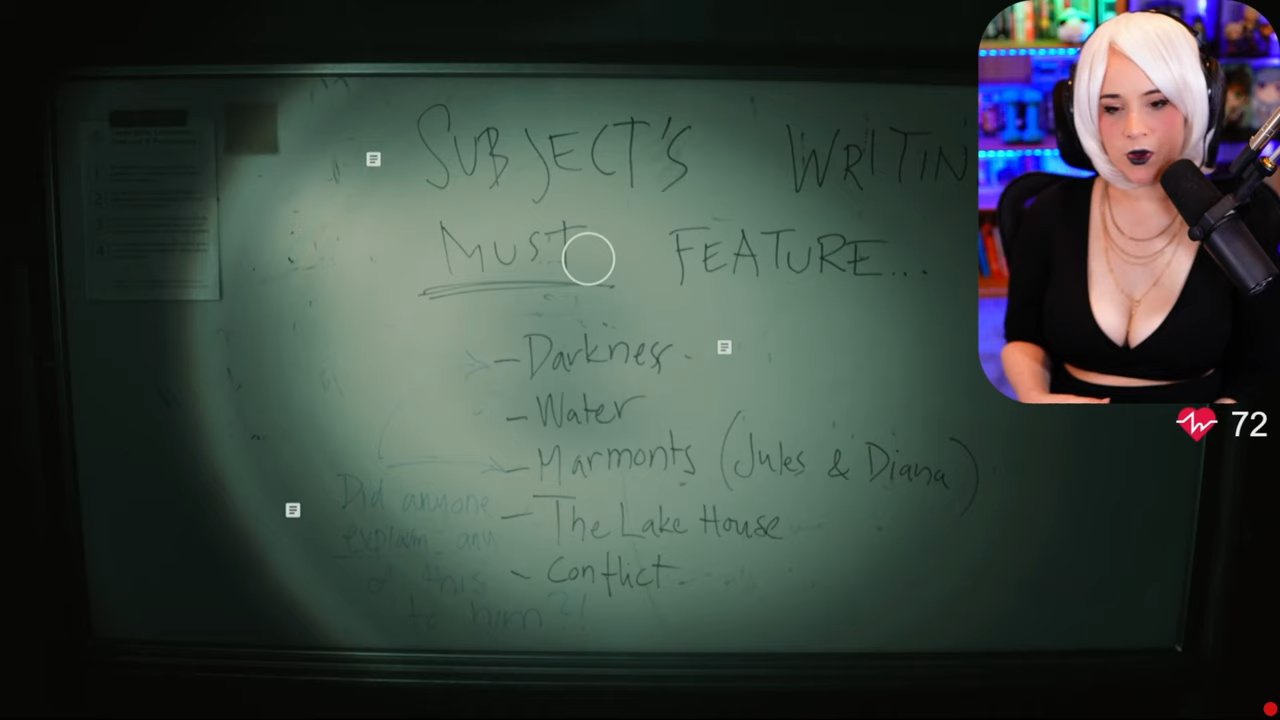 SUBJECT'S WRITIN
MUST FEATURE...
- Darkness
- Water
- Marmonts (Jules & Diana)
- The Lake House
- Conflict
Did anyone
explain any
of this
to him?!
72